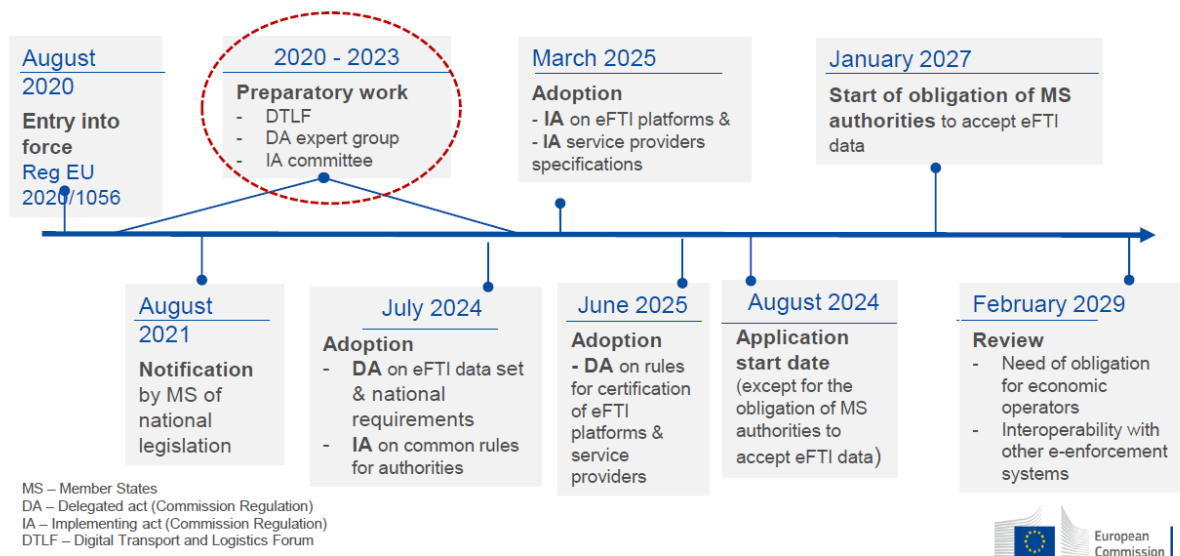 August
2020
Entry into
force
Reg EU
2020/1056
2020 - 2023
Preparatory work
- DTLF
- DA expert group
- IA committee
March 2025
Adoption
- IA on eFTI platforms &
- IA service providers
specifications
January 2027
Start of obligation of MS
authorities to accept eFTI
data
August
2021
Notification
by MS of
national
legislation
July 2024
Adoption
- DA on eFTI data set
& national
requirements
- IA on common rules
for authorities
June 2025
Adoption
- DA on rules
for certification
of eFTI
platforms &
service
providers
August 2024
Application
start date
(except for the
obligation of MS
authorities to
accept eFTI data)
February 2029
Review
- Need of obligation
for economic
operators
- Interoperability with
other e-enforcement
systems
MS – Member States
DA – Delegated act (Commission Regulation)
IA – Implementing act (Commission Regulation)
DTLF – Digital Transport and Logistics Forum
European
Commission